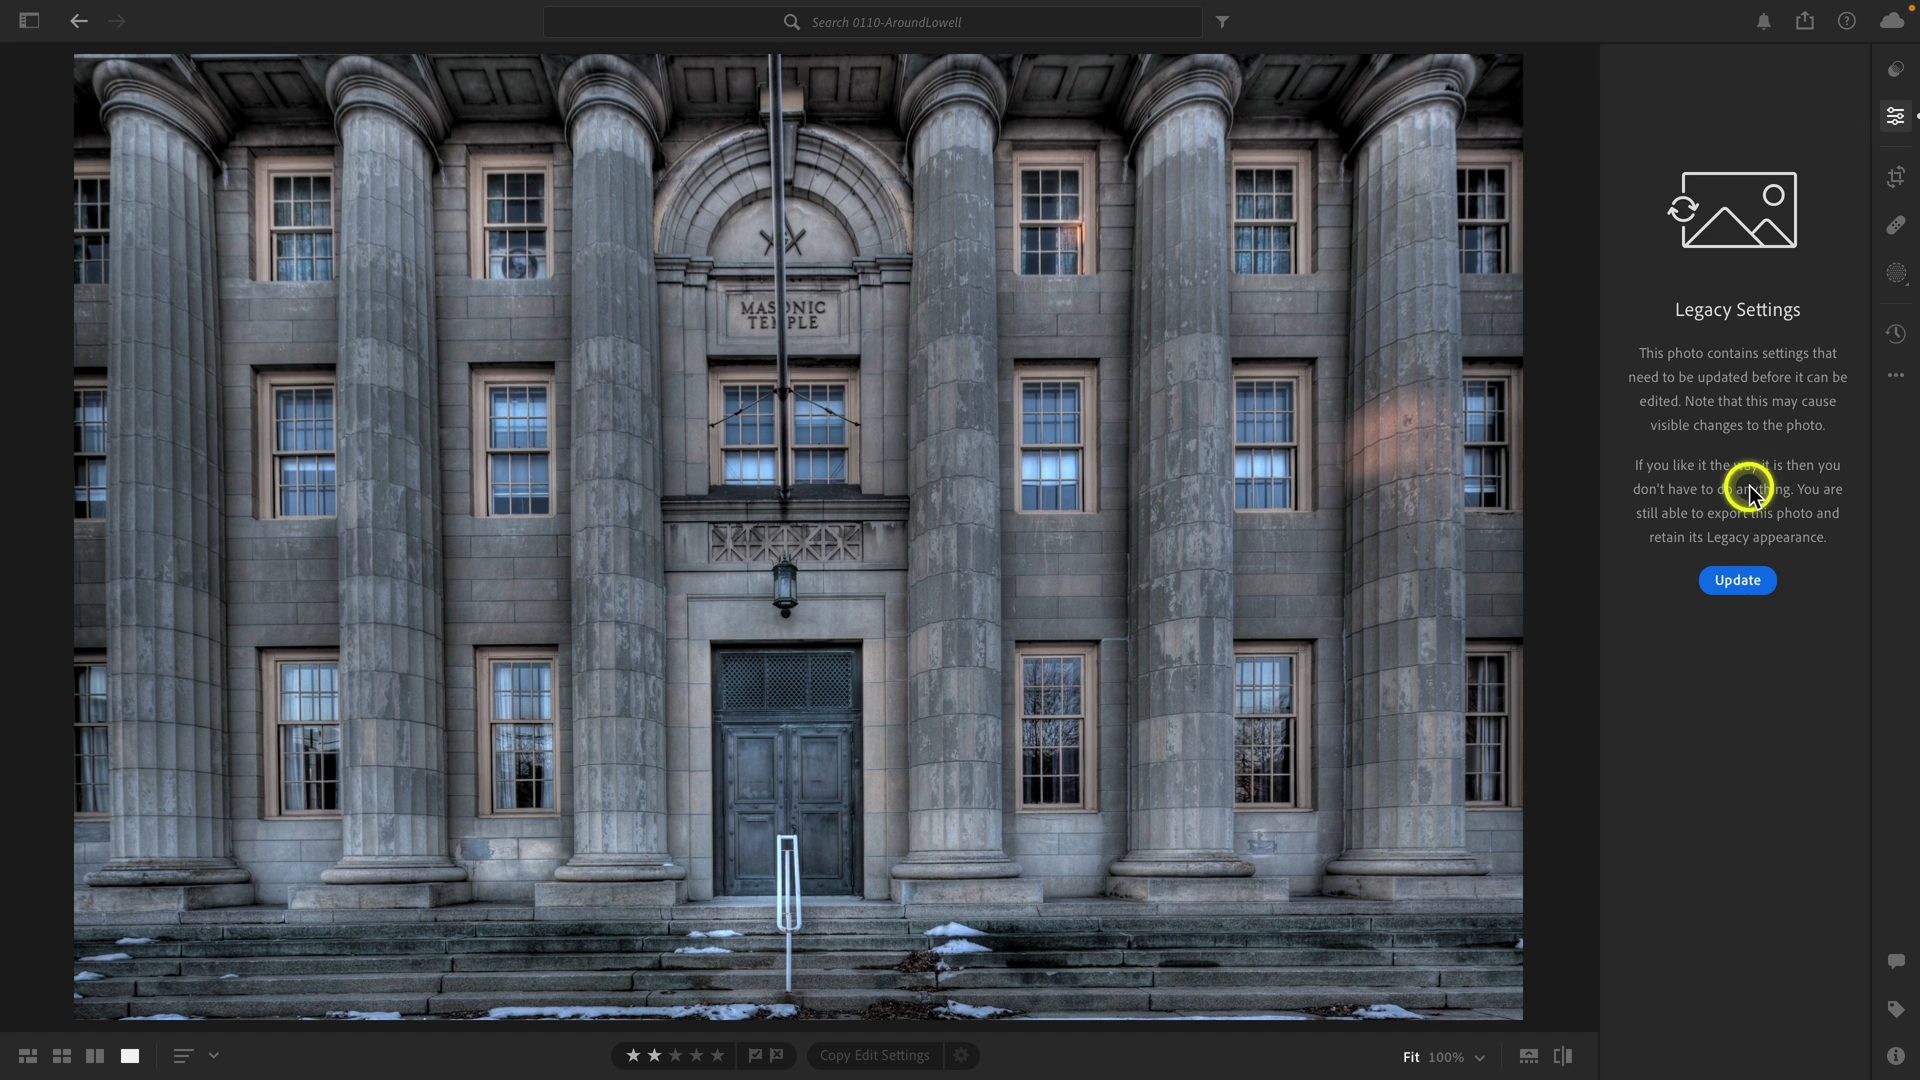 Search 0110-AroundLowell
MASONIC
TEMPLE
Legacy Settings
This photo contains settings that
need to be updated before it can be
edited. Note that this may cause
visible changes to the photo.
If you like it the way it is then you
don't have to do anything. You are
still able to export this photo and
retain its Legacy appearance.
Update
Copy Edit Settings
Fit 100%